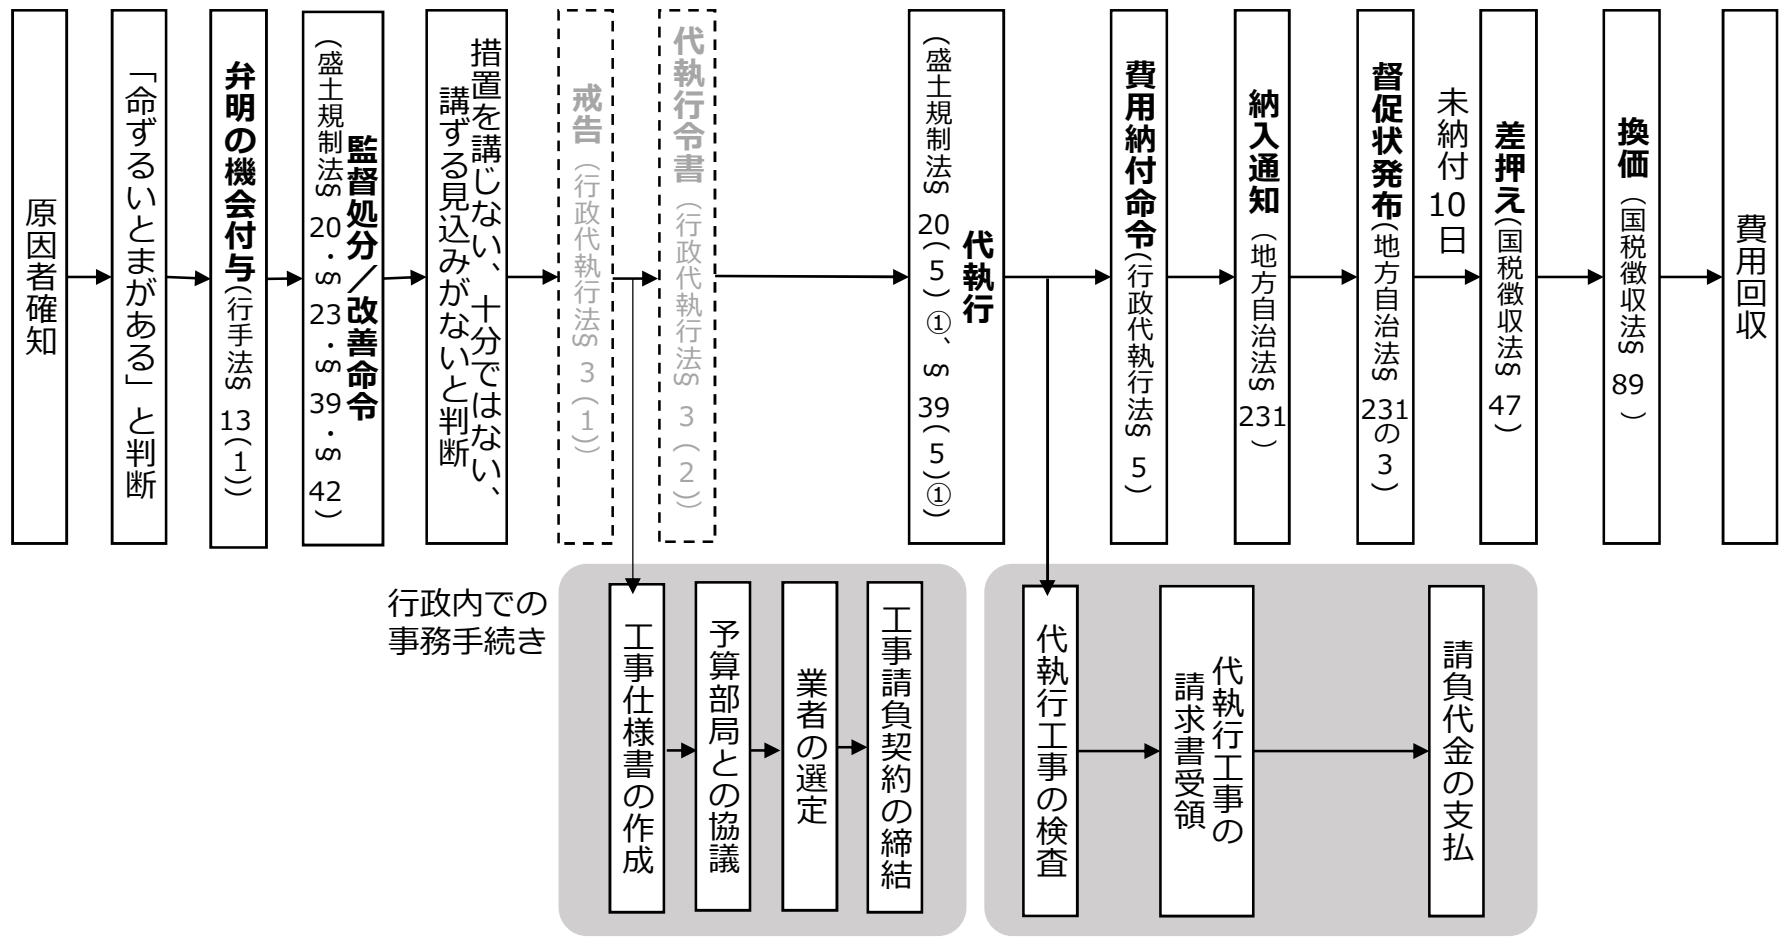 原因者確知
「命ずるいとまがある」と判断
弁明の機会付与(行手法§13(1))
監督処分／改善命令
(盛土規制法§20・§23・§39・§42)
措置を講じない、十分ではない、
講ずる見込みがないと判断
戒告(行政代執行法§3(1))
代執行令書(行政代執行法§3(2))
代執行
(盛土規制法§20(5)①、§39(5)①)
費用納付命令(行政代執行法§5)
納入通知(地方自治法§231)
督促状発布(地方自治法§231の3)
未納付10日
差押え(国税徴収法§47)
換価(国税徴収法§89)
費用回収
行政内での
事務手続き
工事仕様書の作成
予算部局との協議
業者の選定
工事請負契約の締結
代執行工事の検査
代執行工事の
請求書受領
請負代金の支払